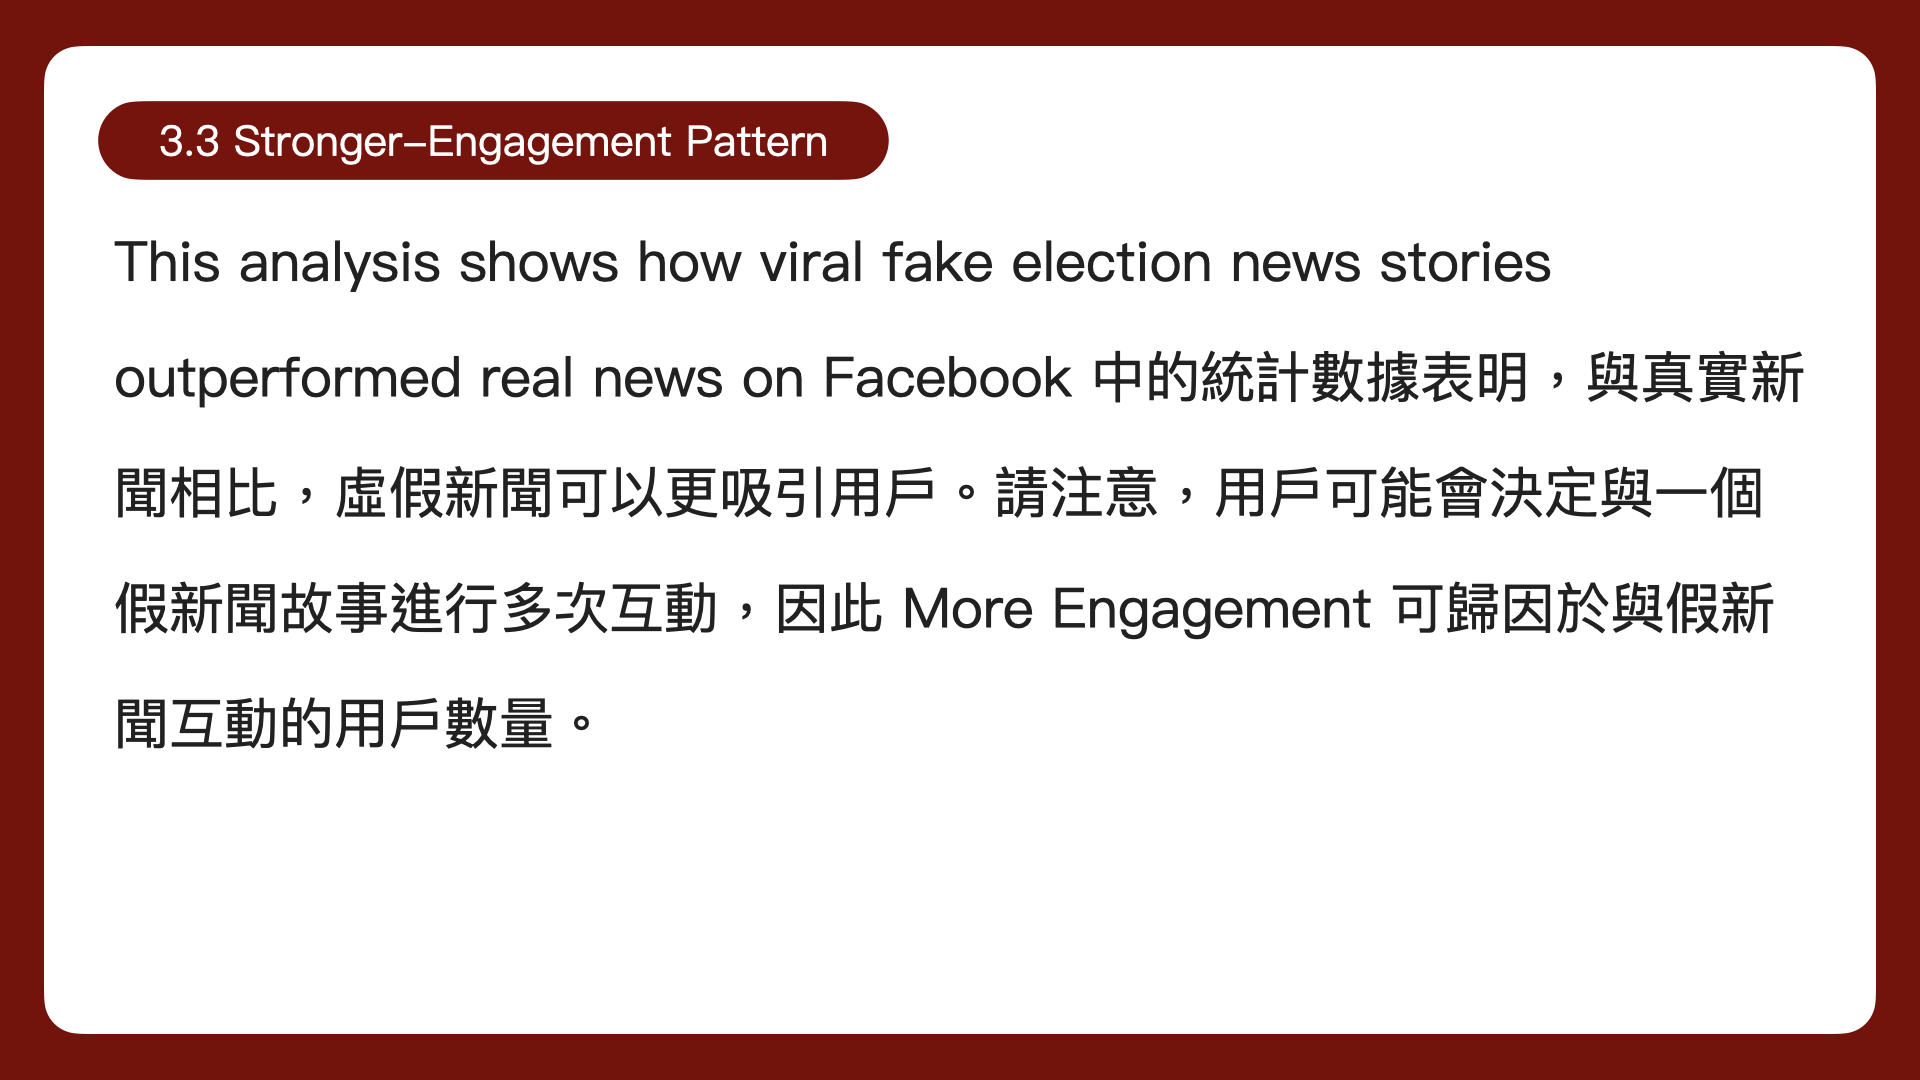 3.3 Stronger–Engagement Pattern
This analysis shows how viral fake election news stories
outperformed real news on Facebook 中的統計數據表明，與真實新
聞相比，虛假新聞可以更吸引用戶。請注意，用戶可能會決定與一個
假新聞故事進行多次互動，因此 More Engagement 可歸因於與假新
聞互動的用戶數量。